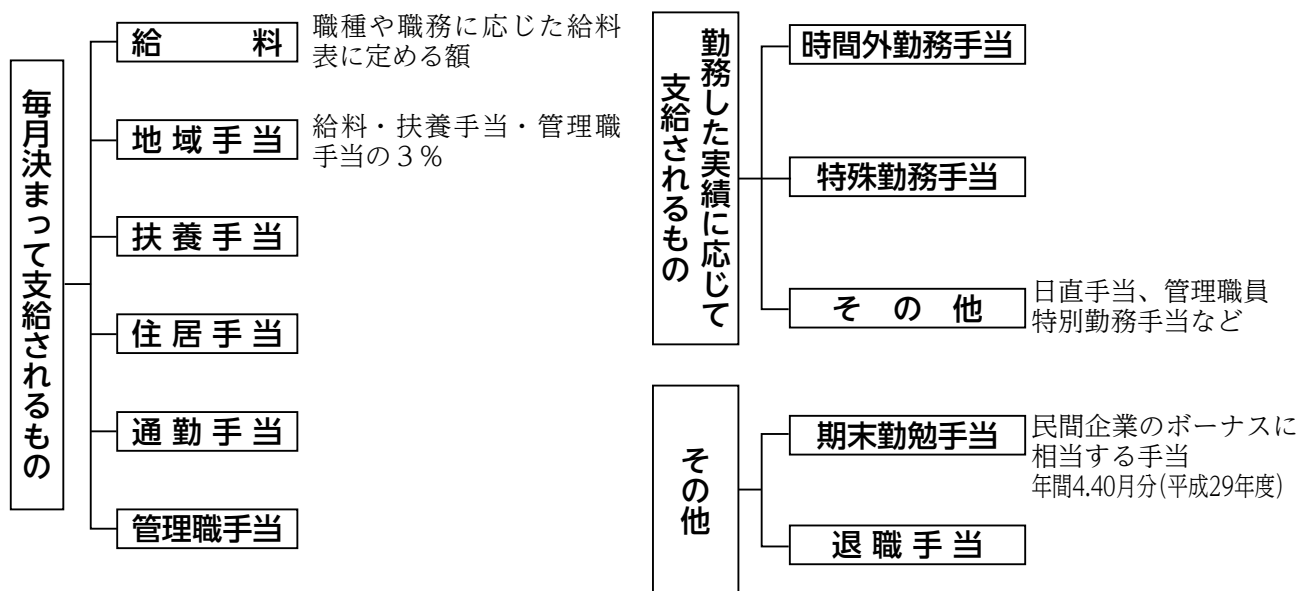 毎月決まって支給されるもの
給料
職種や職務に応じた給料
表に定める額
地域手当
給料・扶養手当・管理職
手当の３％
扶養手当
住居手当
通勤手当
管理職手当
勤務した実績に応じて
支給されるもの
時間外勤務手当
特殊勤務手当
その他
日直手当、管理職員
特別勤務手当など
その他
期末勤勉手当
民間企業のボーナスに
相当する手当
年間4.40月分(平成29年度)
退職手当